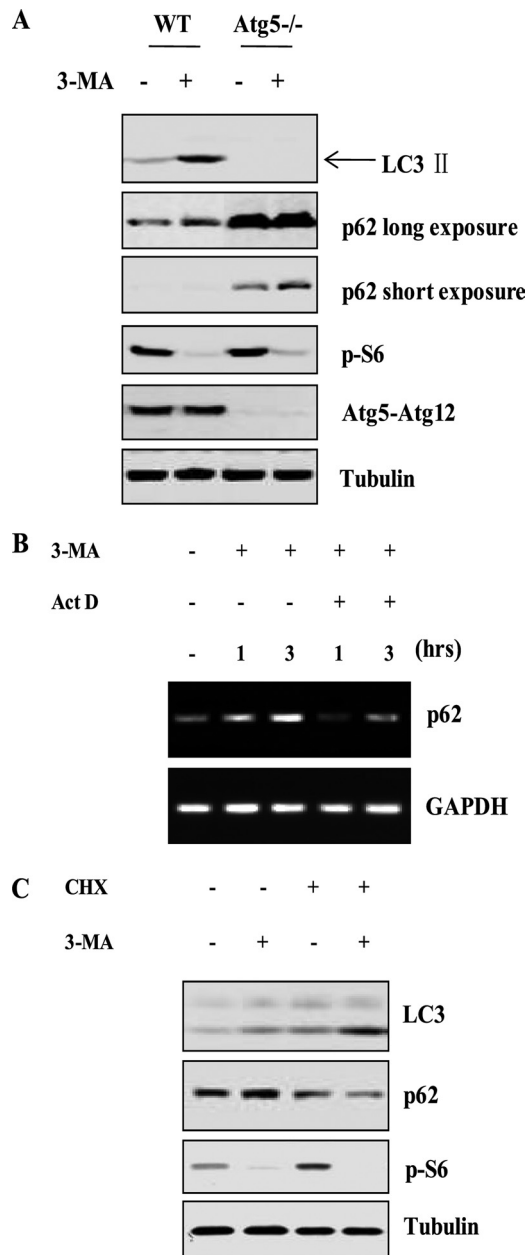 A
WT Atg5-/-
3-MA - + - +
LC3 Ⅱ
p62 long exposure
p62 short exposure
p-S6
Atg5-Atg12
Tubulin
B
3-MA - + + + +
Act D - - - + +
- 1 3 1 3 (hrs)
p62
GAPDH
C
CHX - - + +
3-MA - + - +
LC3
p62
p-S6
Tubulin